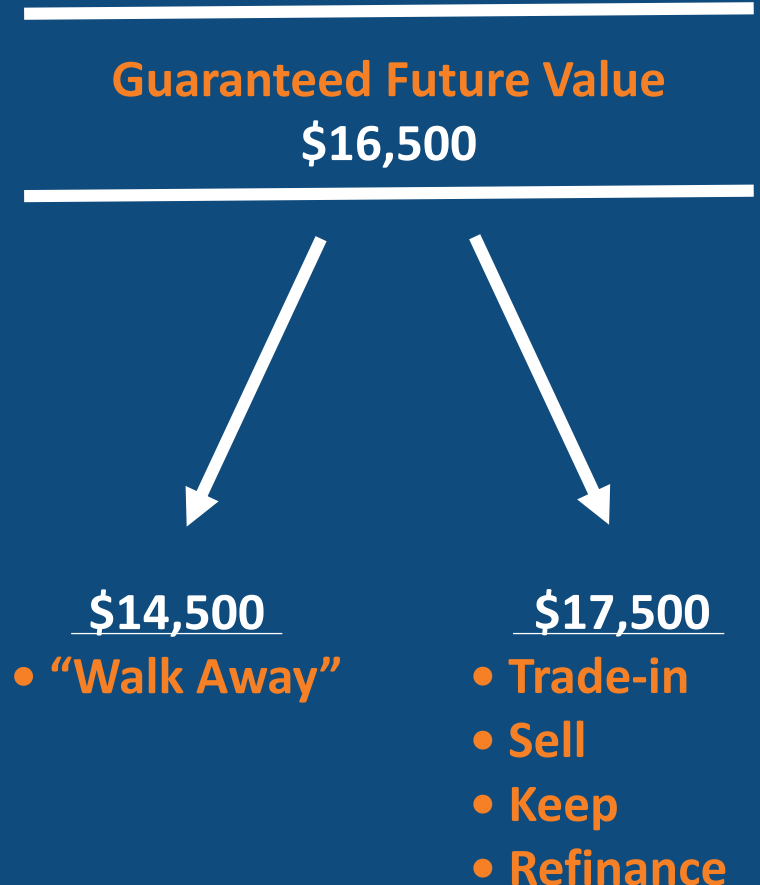 Guaranteed Future Value
$16,500
$14,500
• “Walk Away”
$17,500
• Trade-in
• Sell
• Keep
• Refinance